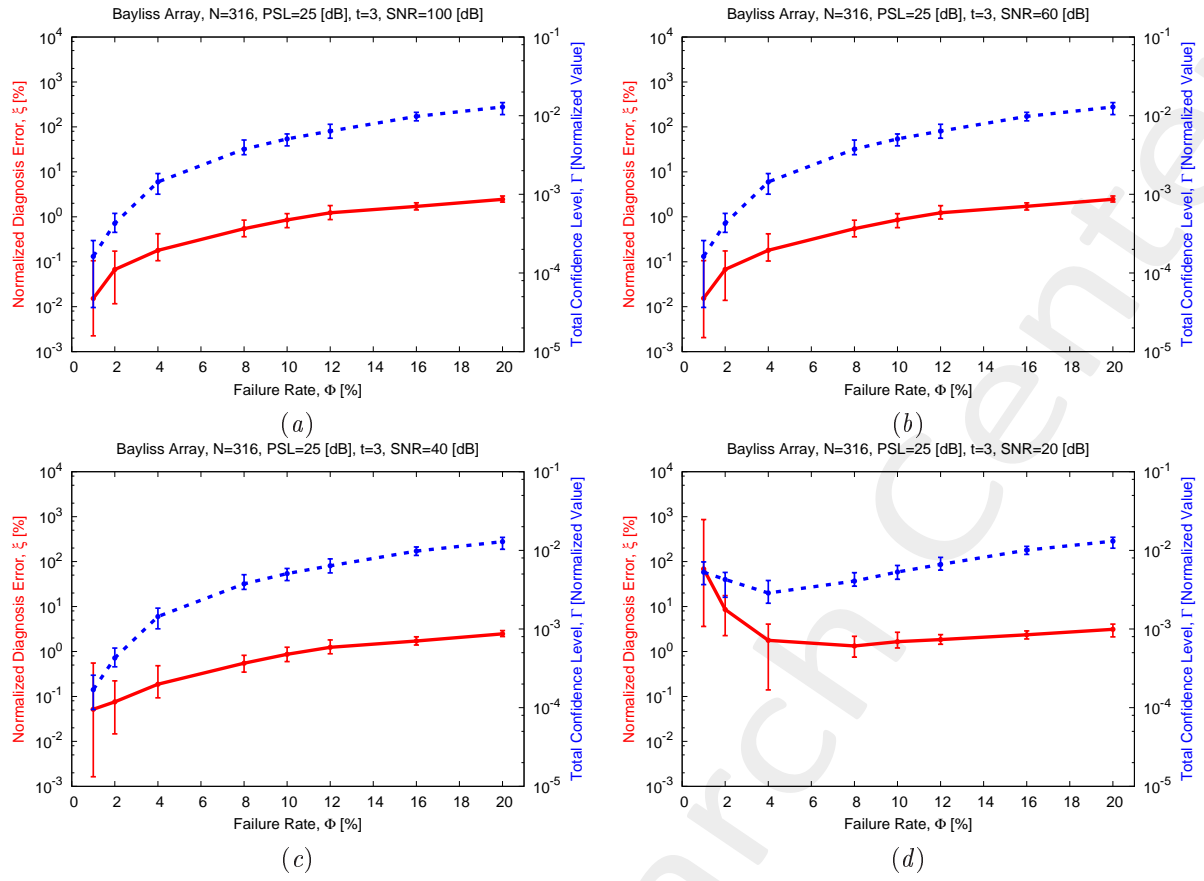 Bayliss Array, N=316, PSL=25 [dB], t=3, SNR=100 [dB]
Normalized Diagnosis Error, ξ [%]
10^4
10^3
10^2
10^1
10^0
10^-1
10^-2
10^-3
0 2 4 6 8 10 12 14 16 18 20
Failure Rate, Φ [%]
10^-1
10^-2
10^-3
10^-4
10^-5
Total Confidence Level, Γ [Normalized Value]
(a)
Bayliss Array, N=316, PSL=25 [dB], t=3, SNR=60 [dB]
Normalized Diagnosis Error, ξ [%]
10^4
10^3
10^2
10^1
10^0
10^-1
10^-2
10^-3
0 2 4 6 8 10 12 14 16 18 20
Failure Rate, Φ [%]
10^-1
10^-2
10^-3
10^-4
10^-5
Total Confidence Level, Γ [Normalized Value]
(b)
Bayliss Array, N=316, PSL=25 [dB], t=3, SNR=40 [dB]
Normalized Diagnosis Error, ξ [%]
10^4
10^3
10^2
10^1
10^0
10^-1
10^-2
10^-3
0 2 4 6 8 10 12 14 16 18 20
Failure Rate, Φ [%]
10^-1
10^-2
10^-3
10^-4
10^-5
Total Confidence Level, Γ [Normalized Value]
(c)
Bayliss Array, N=316, PSL=25 [dB], t=3, SNR=20 [dB]
Normalized Diagnosis Error, ξ [%]
10^4
10^3
10^2
10^1
10^0
10^-1
10^-2
10^-3
0 2 4 6 8 10 12 14 16 18 20
Failure Rate, Φ [%]
10^-1
10^-2
10^-3
10^-4
10^-5
Total Confidence Level, Γ [Normalized Value]
(d)